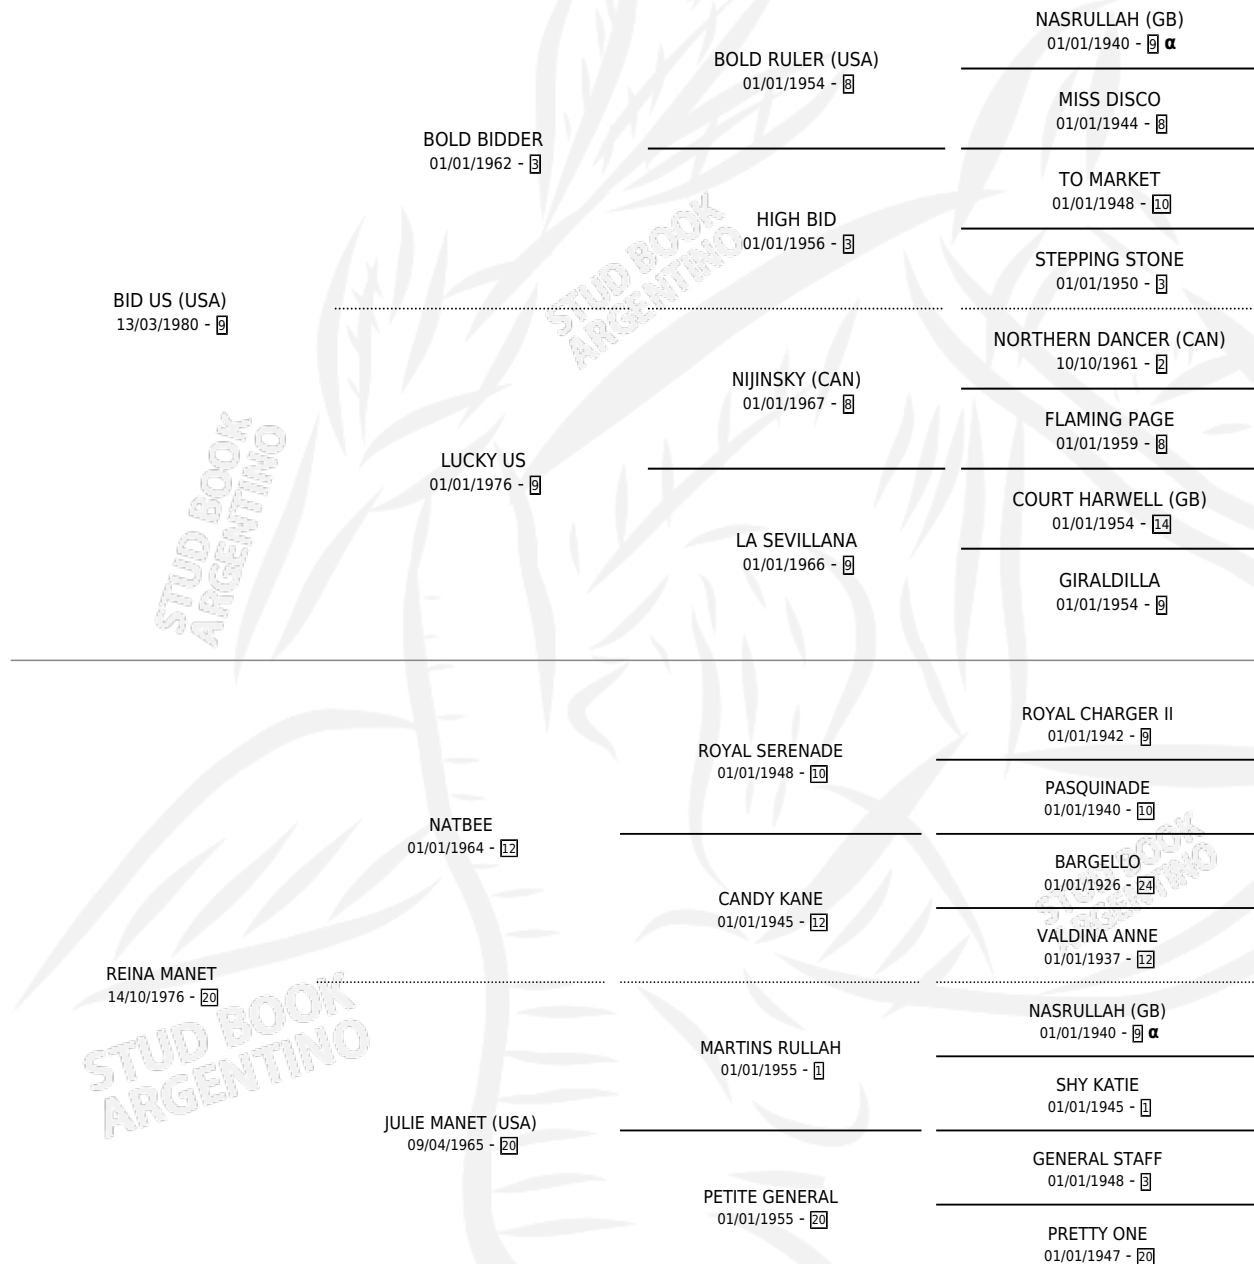 NASRULLAH (GB)
01/01/1940 - 9 α
BOLD RULER (USA)
01/01/1954 - 8
MISS DISCO
01/01/1944 - 8
BOLD BIDDER
01/01/1962 - 3
TO MARKET
01/01/1948 - 10
HIGH BID
01/01/1956 - 3
STEPPING STONE
01/01/1950 - 3
BID US (USA)
13/03/1980 - 9
NORTHERN DANCER (CAN)
10/10/1961 - 2
NIJINSKY (CAN)
01/01/1967 - 8
FLAMING PAGE
01/01/1959 - 8
LUCKY US
01/01/1976 - 9
COURT HARWELL (GB)
01/01/1954 - 14
LA SEVILLANA
01/01/1966 - 9
GIRALDILLA
01/01/1954 - 9
STUD BOOK
ARGENTINO
STUD BOOK
ARGENTINO
ROYAL CHARGER II
01/01/1942 - 9
ROYAL SERENADE
01/01/1948 - 10
PASQUINADE
01/01/1940 - 10
NATBEE
01/01/1964 - 12
BARGELLO
01/01/1926 - 24
CANDY KANE
01/01/1945 - 12
VALDINA ANNE
01/01/1937 - 12
STUD BOOK
ARGENTINO
REINA MANET
14/10/1976 - 20
NASRULLAH (GB)
01/01/1940 - 9 α
MARTINS RULLAH
01/01/1955 - 1
SHY KATIE
01/01/1945 - 1
JULIE MANET (USA)
09/04/1965 - 20
GENERAL STAFF
01/01/1948 - 3
PETITE GENERAL
01/01/1955 - 20
PRETTY ONE
01/01/1947 - 20
STUD BOOK
ARGENTINO